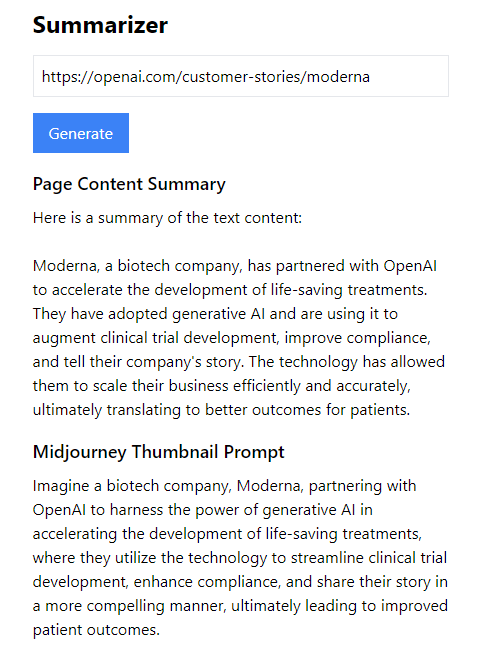 Summarizer
https://openai.com/customer-stories/moderna
Generate
Page Content Summary
Here is a summary of the text content:
Moderna, a biotech company, has partnered with OpenAI
to accelerate the development of life-saving treatments.
They have adopted generative AI and are using it to
augment clinical trial development, improve compliance,
and tell their company's story. The technology has allowed
them to scale their business efficiently and accurately,
ultimately translating to better outcomes for patients.
Midjourney Thumbnail Prompt
Imagine a biotech company, Moderna, partnering with
OpenAI to harness the power of generative AI in
accelerating the development of life-saving treatments,
where they utilize the technology to streamline clinical trial
development, enhance compliance, and share their story in
a more compelling manner, ultimately leading to improved
patient outcomes.